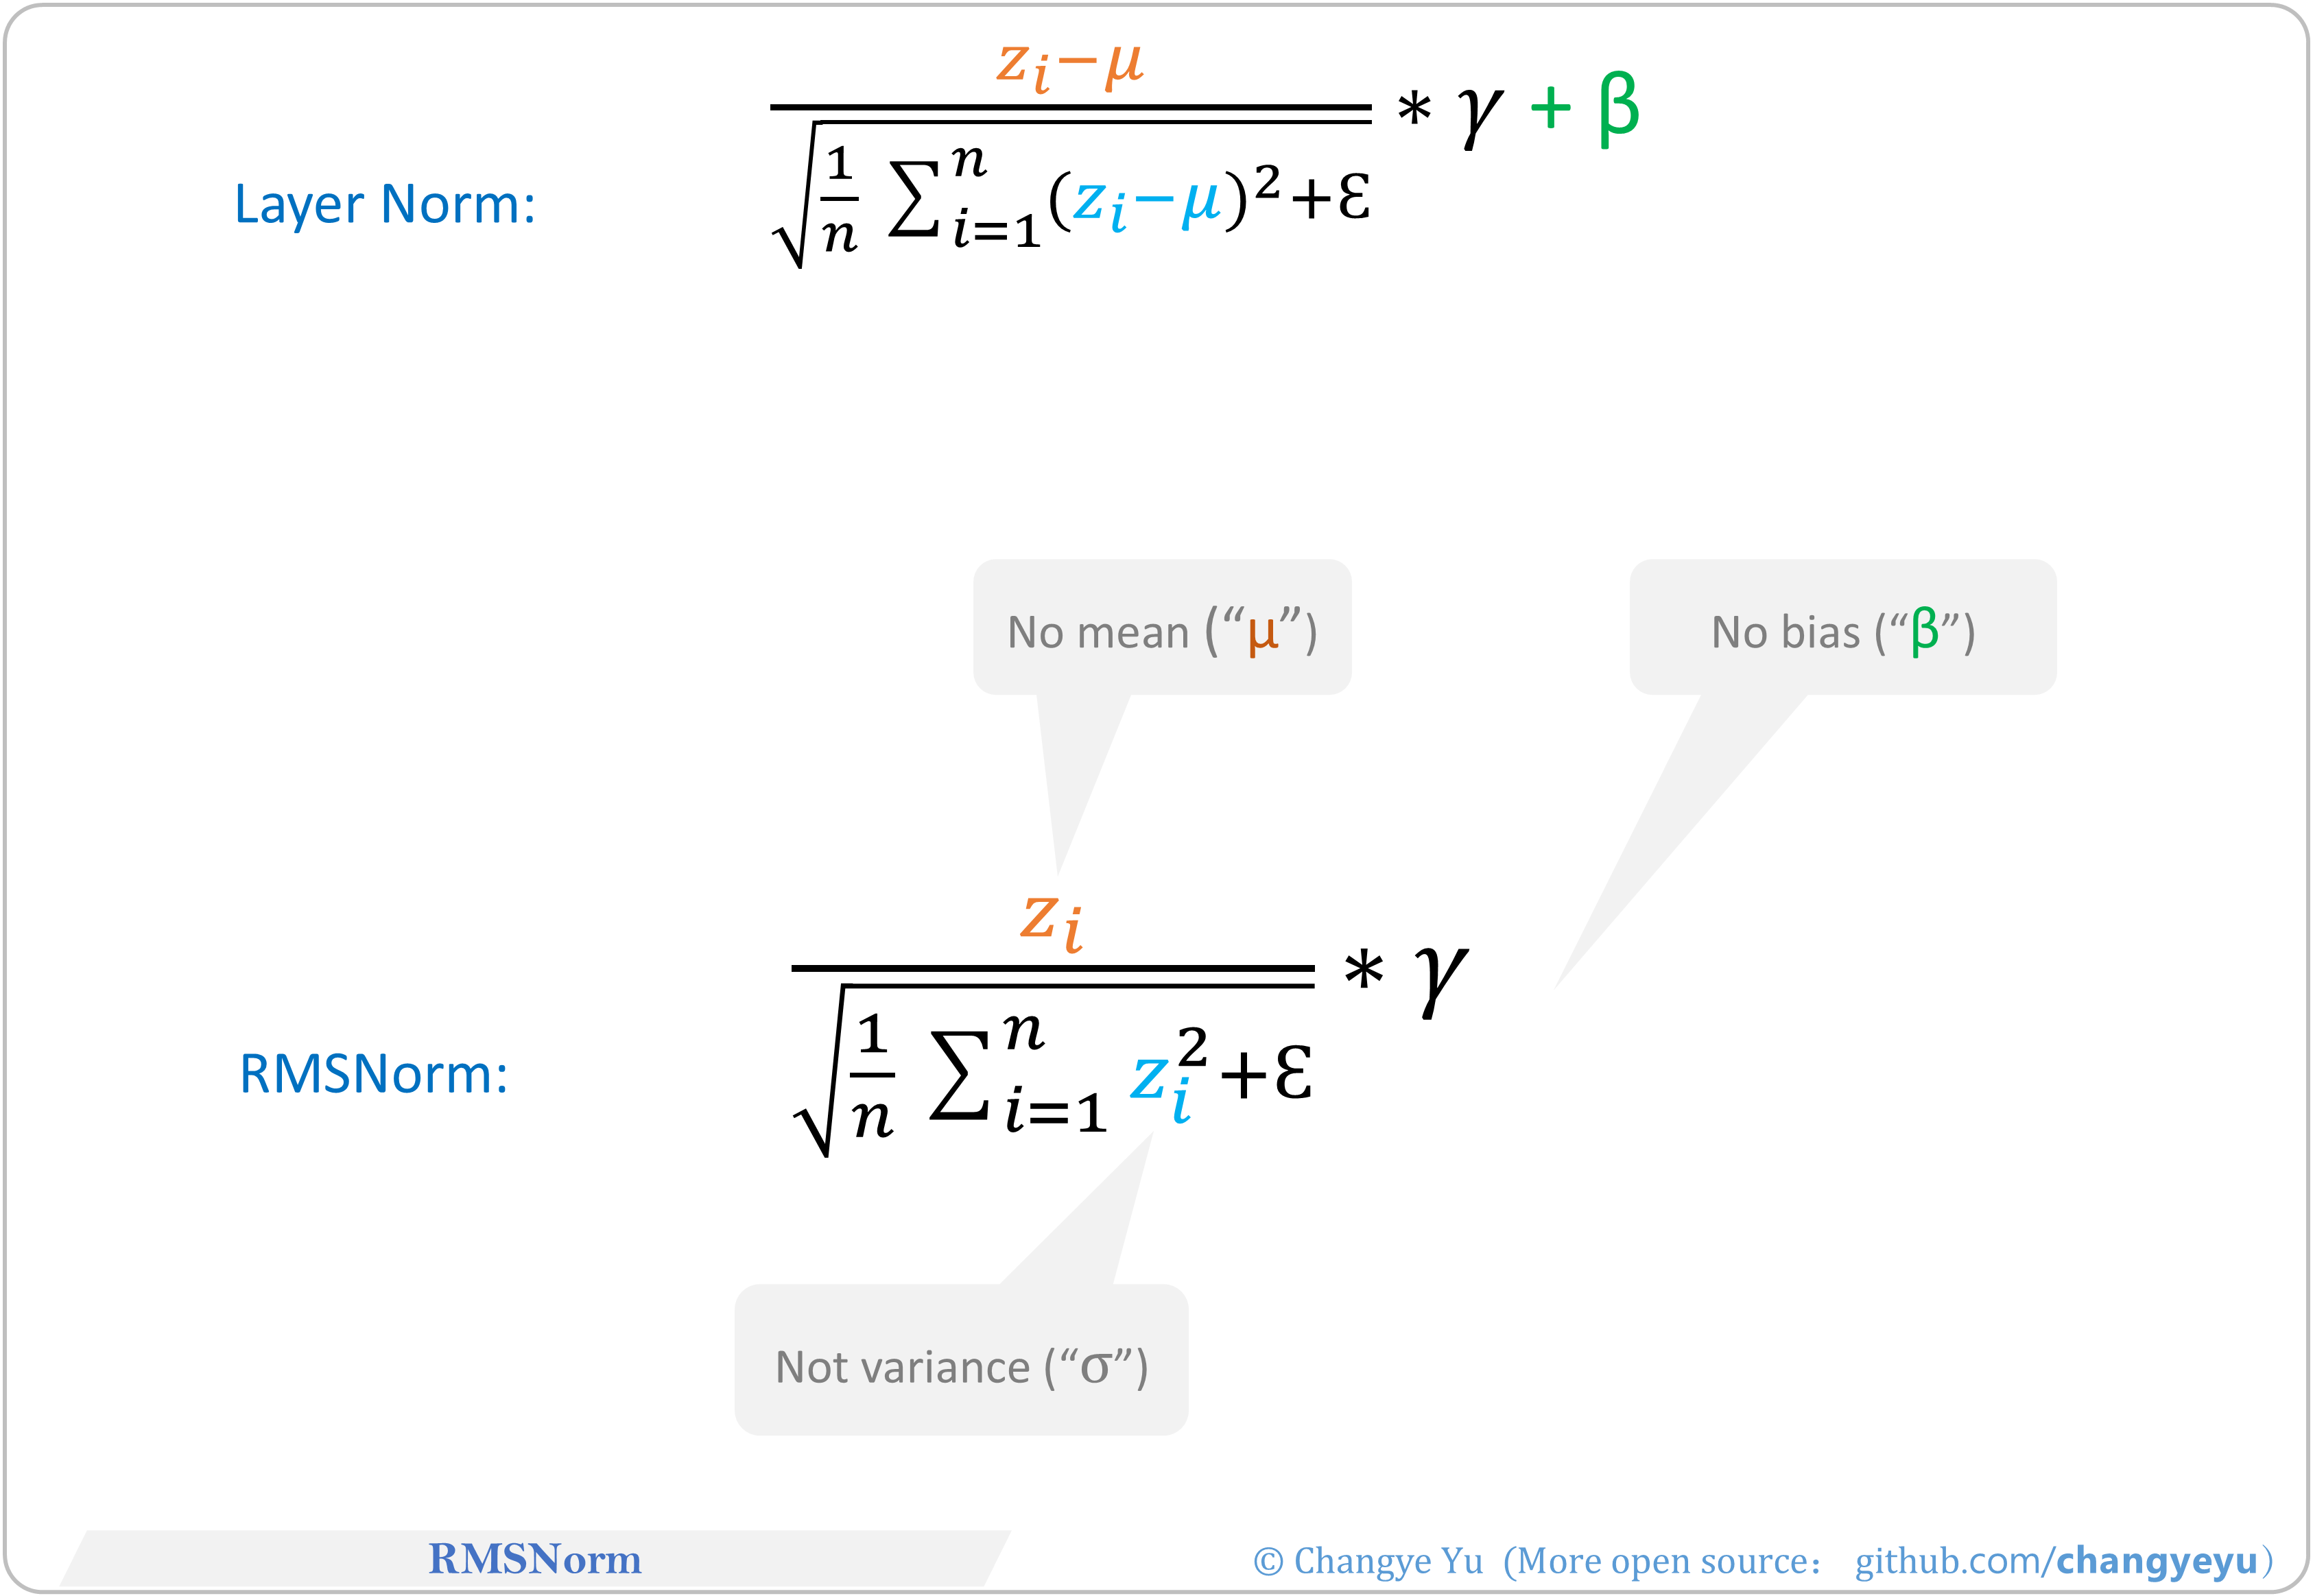 Layer Norm:
$\frac{z_i-\mu}{\sqrt{\frac{1}{n}\sum_{i=1}^{n}(z_i-\mu)^2+\varepsilon}} * \gamma + \beta$
No mean (“μ”)
No bias (“β”)
RMSNorm:
$\frac{z_i}{\sqrt{\frac{1}{n}\sum_{i=1}^{n}z_i^2+\varepsilon}} * \gamma$
Not variance (“σ”)
RMSNorm
© Changye Yu (More open source: github.com/changyeyu)